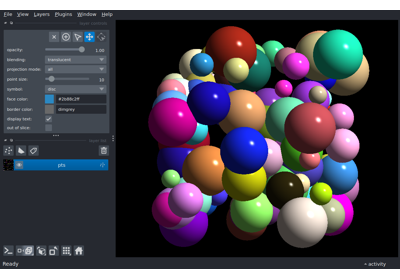 File View Layers Plugins Window Help
opacity: 1.00
blending: translucent
projection mode: all
point size: 10
symbol: disc
face color: #2b88c2ff
border color: dimgray
display text:
out of slice:
pts
Ready
activity